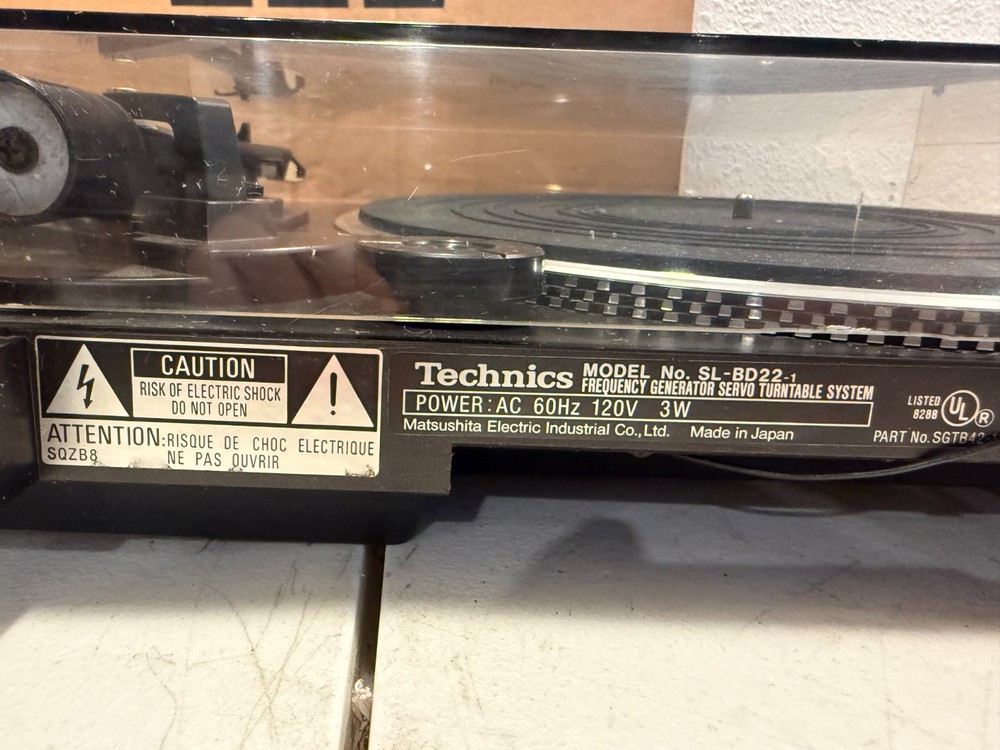 CAUTION
RISK OF ELECTRIC SHOCK
DO NOT OPEN
ATTENTION:RISQUE DE CHOC ELECTRIQUE
SQZB8 NE PAS OUVRIR
Technics MODEL No. SL-BD22-1
FREQUENCY GENERATOR SERVO TURNTABLE SYSTEM
POWER:AC 60Hz 120V 3W
Matsushita Electric Industrial Co., Ltd. Made in Japan
LISTED
828B
UL
R
PART No.